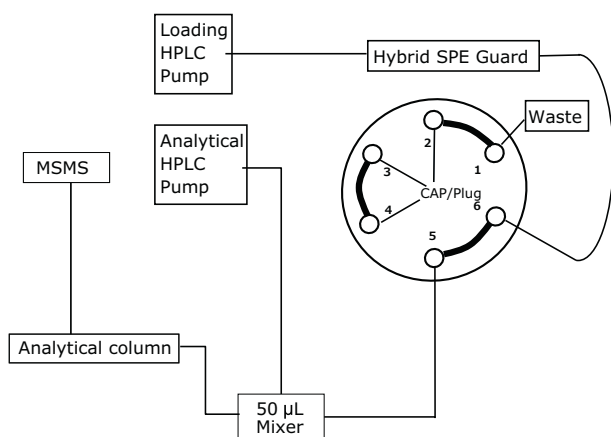 Loading
HPLC
Pump
Hybrid SPE Guard
Waste
Analytical
HPLC
Pump
MSMS
2
1
3
CAP/Plug
4
6
5
Analytical column
50 µL
Mixer